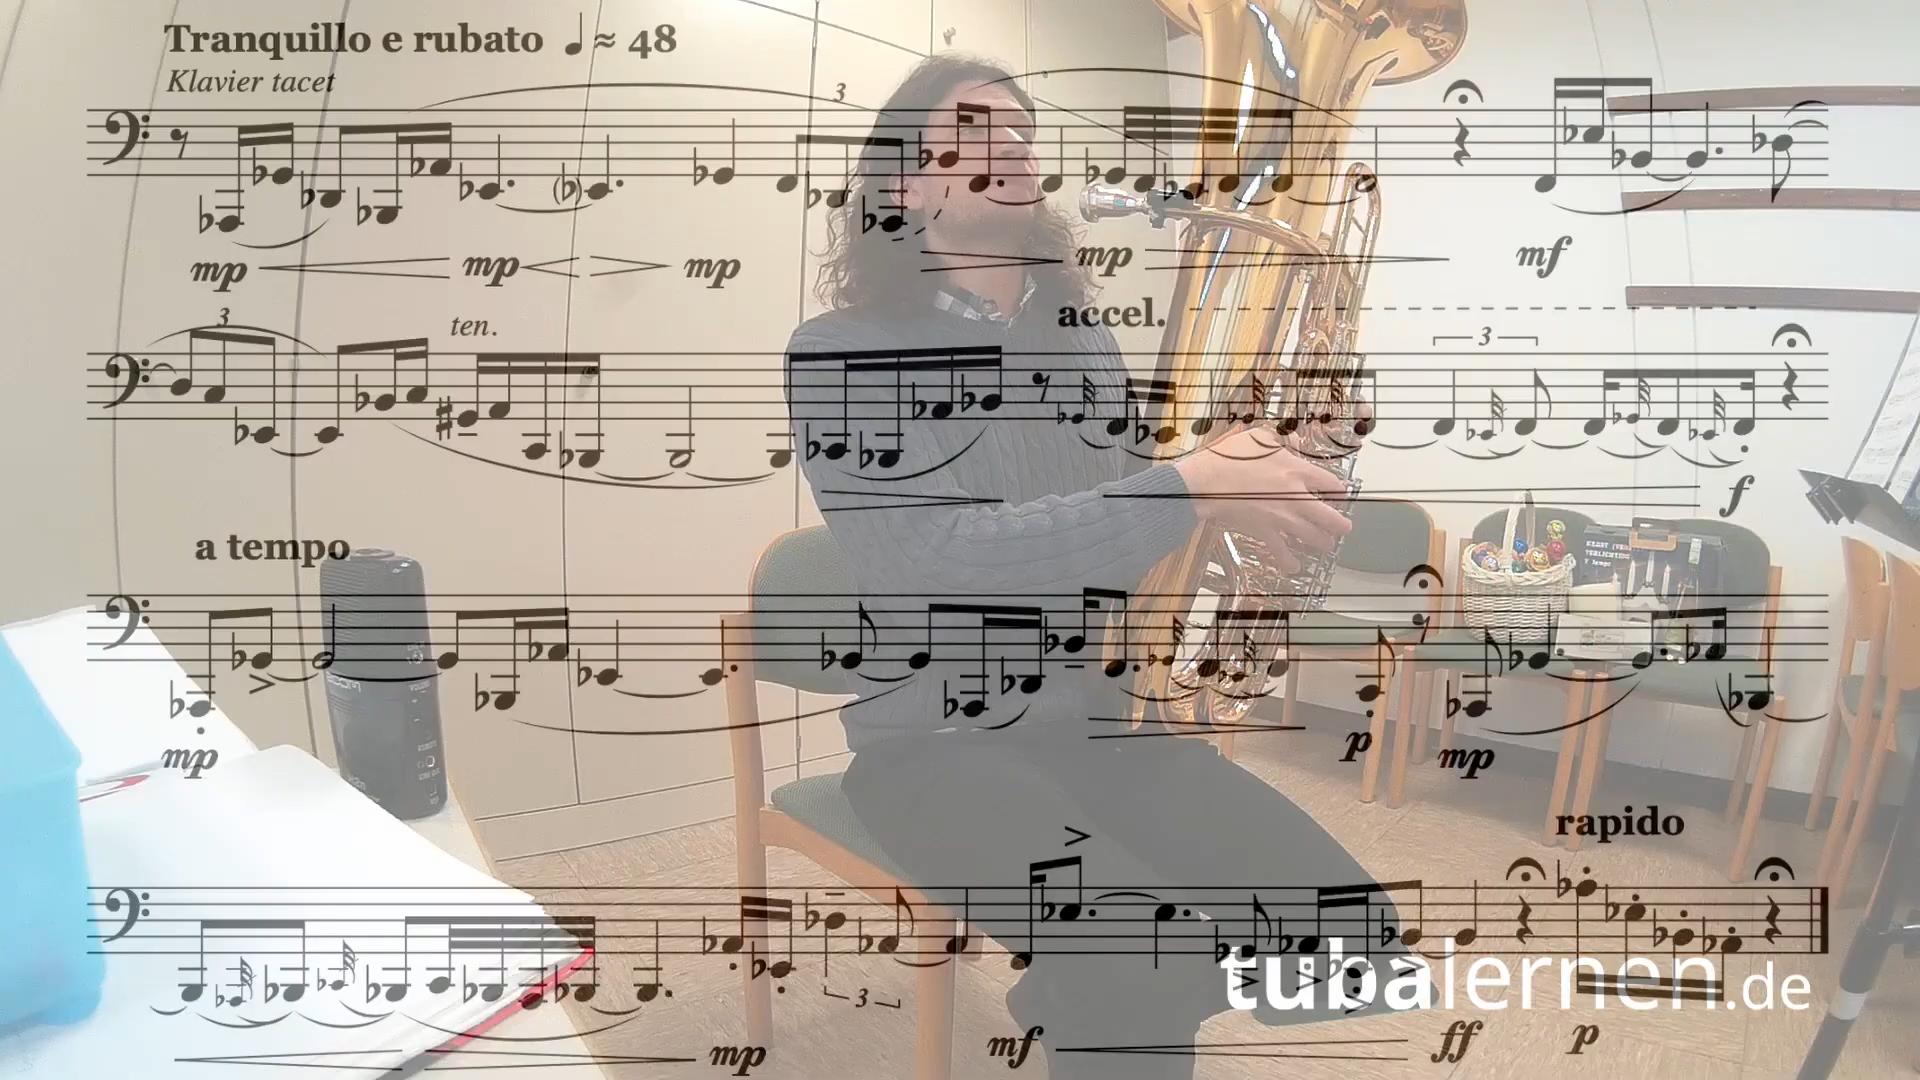 Tranquillo e rubato ♩ ≈ 48
Klavier tacet
3
mp mp mp mp mf
accel.
3 ten. 3
f
a tempo
mp p mp
rapido
3
mp mf ff p
tubalernen.de